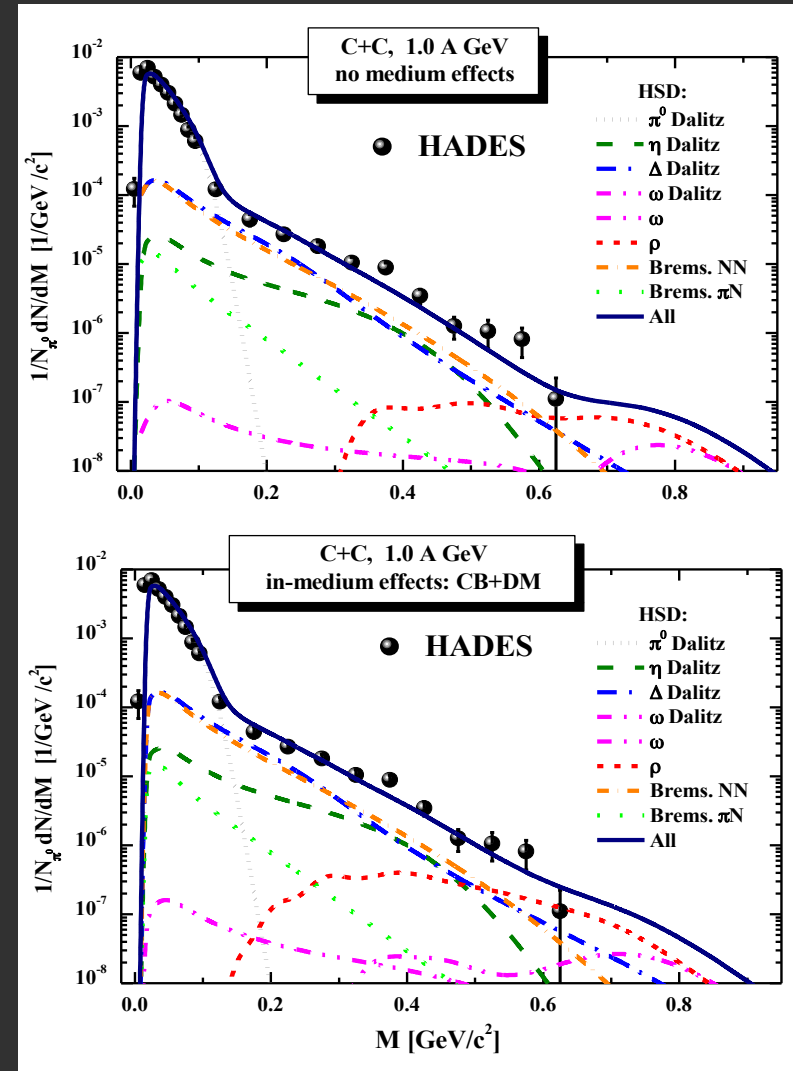 C+C, 1.0 A GeV
no medium effects
HADES
HSD:
π⁰ Dalitz
η Dalitz
Δ Dalitz
ω Dalitz
ω
ρ
Brems. NN
Brems. πN
All
1/N_π⁰ dN/dM [1/GeV /c²]
10⁻²
10⁻³
10⁻⁴
10⁻⁵
10⁻⁶
10⁻⁷
10⁻⁸
0.0 0.2 0.4 0.6 0.8
C+C, 1.0 A GeV
in-medium effects: CB+DM
HADES
HSD:
π⁰ Dalitz
η Dalitz
Δ Dalitz
ω Dalitz
ω
ρ
Brems. NN
Brems. πN
All
1/N_π⁰ dN/dM [1/GeV /c²]
10⁻²
10⁻³
10⁻⁴
10⁻⁵
10⁻⁶
10⁻⁷
10⁻⁸
0.0 0.2 0.4 0.6 0.8
M [GeV/c²]